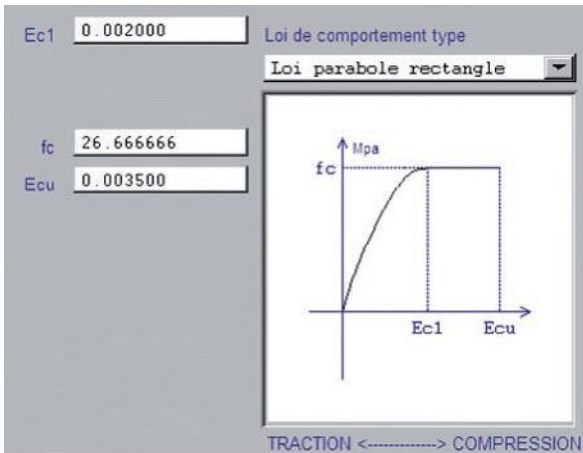 Ec1 0.002000
Loi de comportement type
Loi parabole rectangle
fc 26.666666
Ecu 0.003500
Mpa
fc
Ec1 Ecu
TRACTION <------------> COMPRESSION